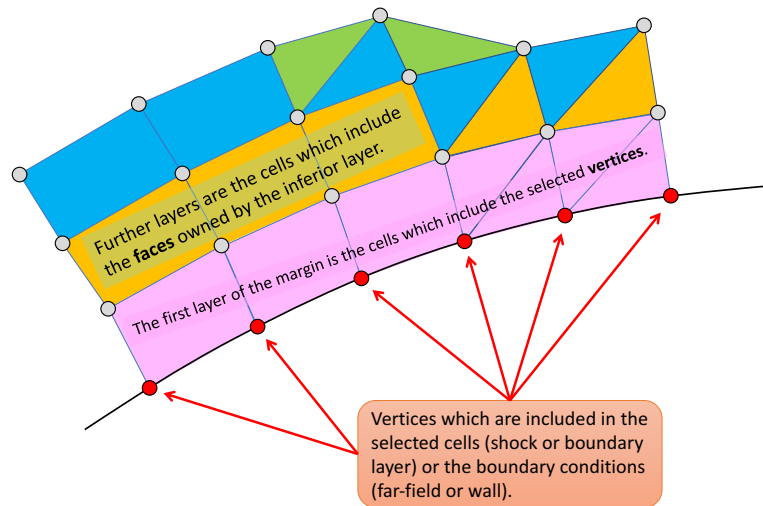 Further layers are the cells which include
the faces owned by the inferior layer.
The first layer of the margin is the cells which include the selected vertices.
Vertices which are included in the
selected cells (shock or boundary
layer) or the boundary conditions
(far-field or wall).